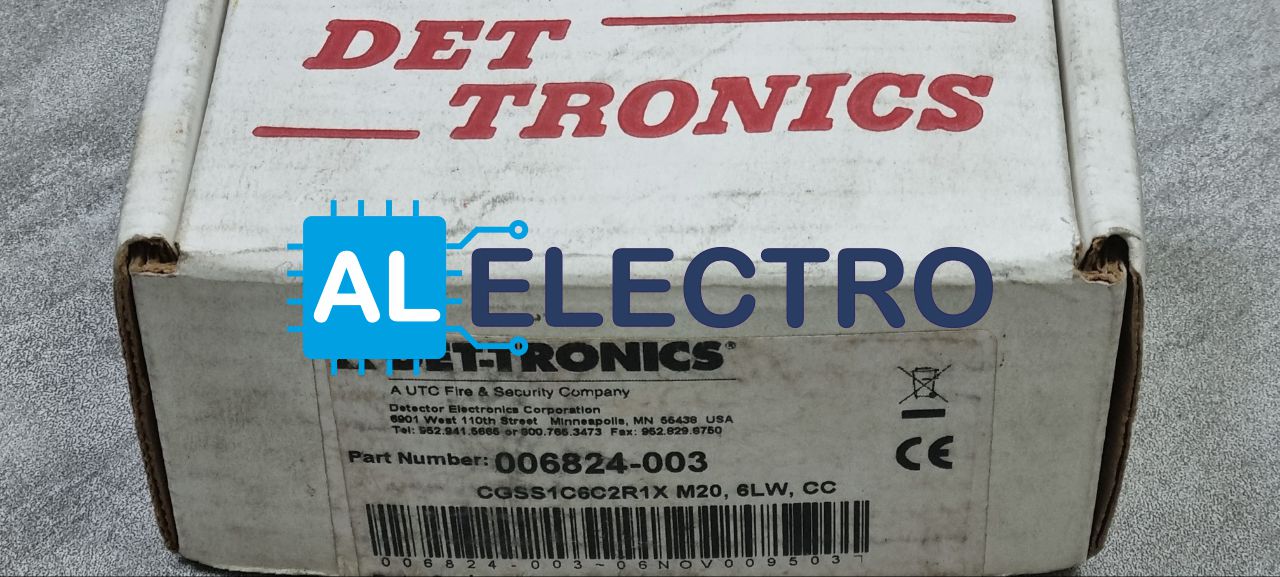 DET
TRONICS
AL ELECTRO
DET-TRONICS®
A UTC Fire & Security Company
Detector Electronics Corporation
6901 West 110th Street Minneapolis, MN 55438 USA
Tel: 952.941.5665 or 800.765.3473 Fax: 952.829.8750
Part Number: 006824-003
CGSS1C6C2R1X M20, 6LW, CC
CE
006824-003~06NOV009503